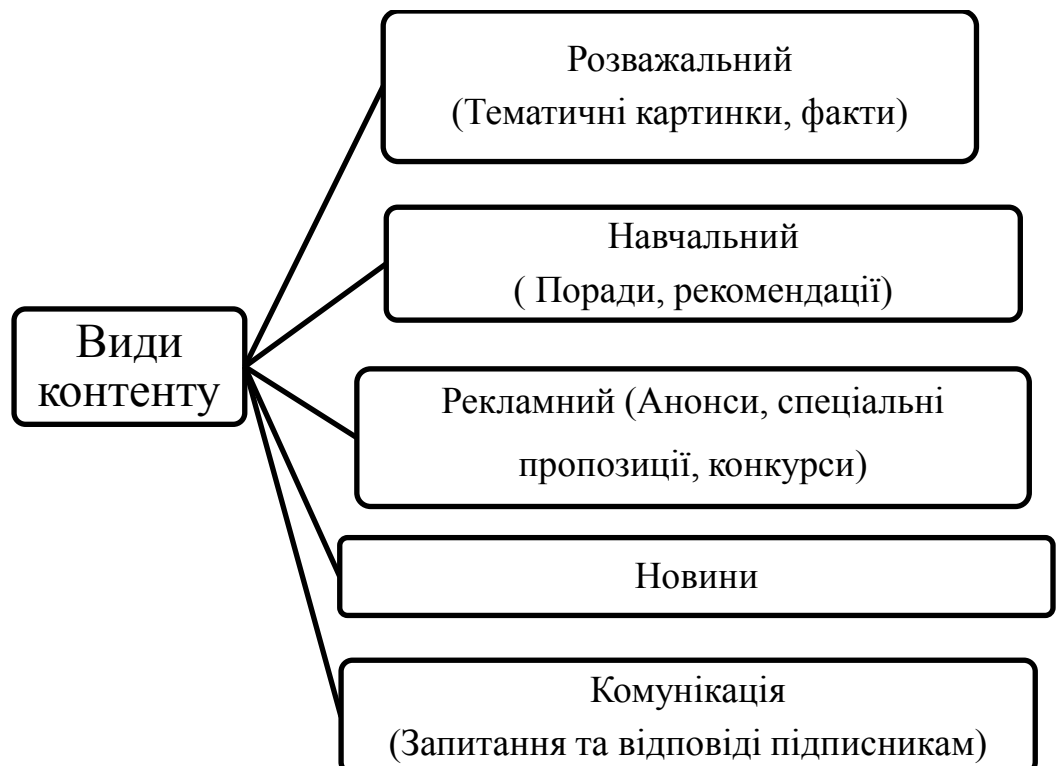 Розважальний
(Тематичні картинки, факти)
Навчальний
( Поради, рекомендації)
Види
контенту
Рекламний (Анонси, спеціальні
пропозиції, конкурси)
Новини
Комунікація
(Запитання та відповіді підписникам)